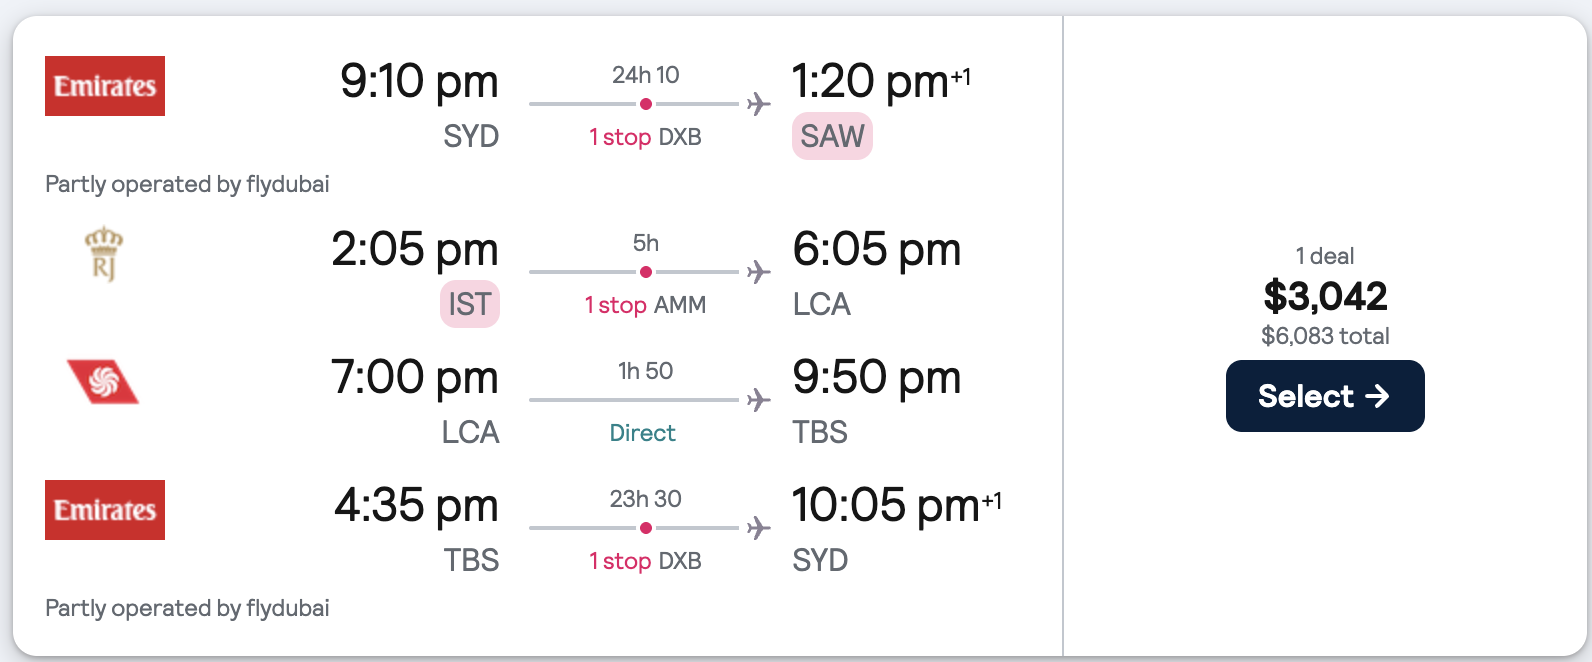 Emirates
9:10 pm 24h 10 1:20 pm+1
SYD 1 stop DXB SAW
Partly operated by flydubai
RJ
2:05 pm 5h 6:05 pm
IST 1 stop AMM LCA
7:00 pm 1h 50 9:50 pm
LCA Direct TBS
Emirates
4:35 pm 23h 30 10:05 pm+1
TBS 1 stop DXB SYD
Partly operated by flydubai
1 deal
$3,042
$6,083 total
Select →